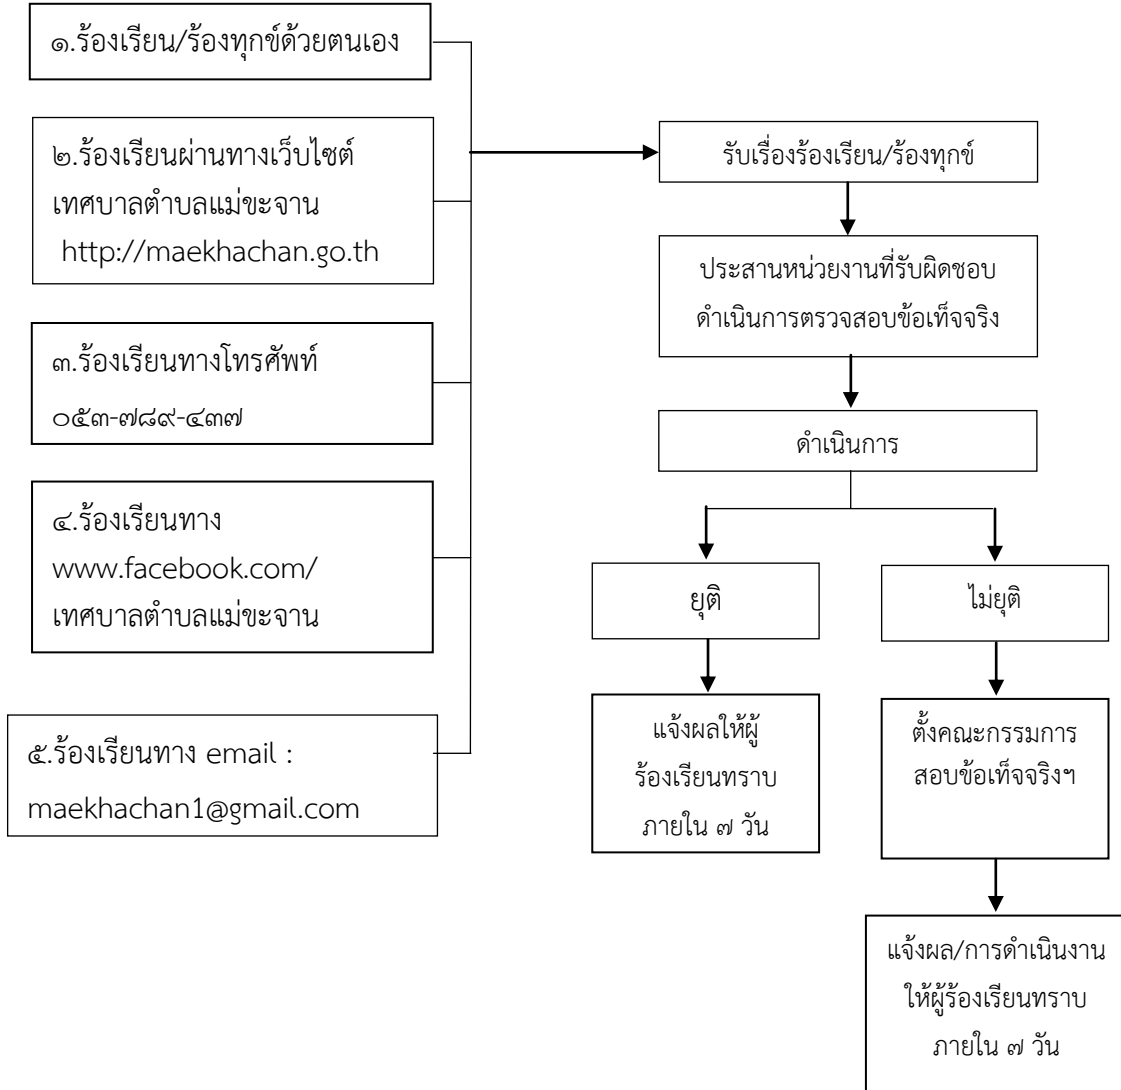 ๑.ร้องเรียน/ร้องทุกข์ด้วยตนเอง
๒.ร้องเรียนผ่านทางเว็บไซต์
เทศบาลตำบลแม่ขะจาน
http://maekhachan.go.th
๓.ร้องเรียนทางโทรศัพท์
๐๕๓-๗๘๙-๔๓๗
๔.ร้องเรียนทาง
www.facebook.com/
เทศบาลตำบลแม่ขะจาน
๕.ร้องเรียนทาง email :
maekhachan1@gmail.com
รับเรื่องร้องเรียน/ร้องทุกข์
ประสานหน่วยงานที่รับผิดชอบ
ดำเนินการตรวจสอบข้อเท็จจริง
ดำเนินการ
ยุติ
แจ้งผลให้ผู้
ร้องเรียนทราบ
ภายใน ๗ วัน
ไม่ยุติ
ตั้งคณะกรรมการ
สอบข้อเท็จจริงฯ
แจ้งผล/การดำเนินงาน
ให้ผู้ร้องเรียนทราบ
ภายใน ๗ วัน